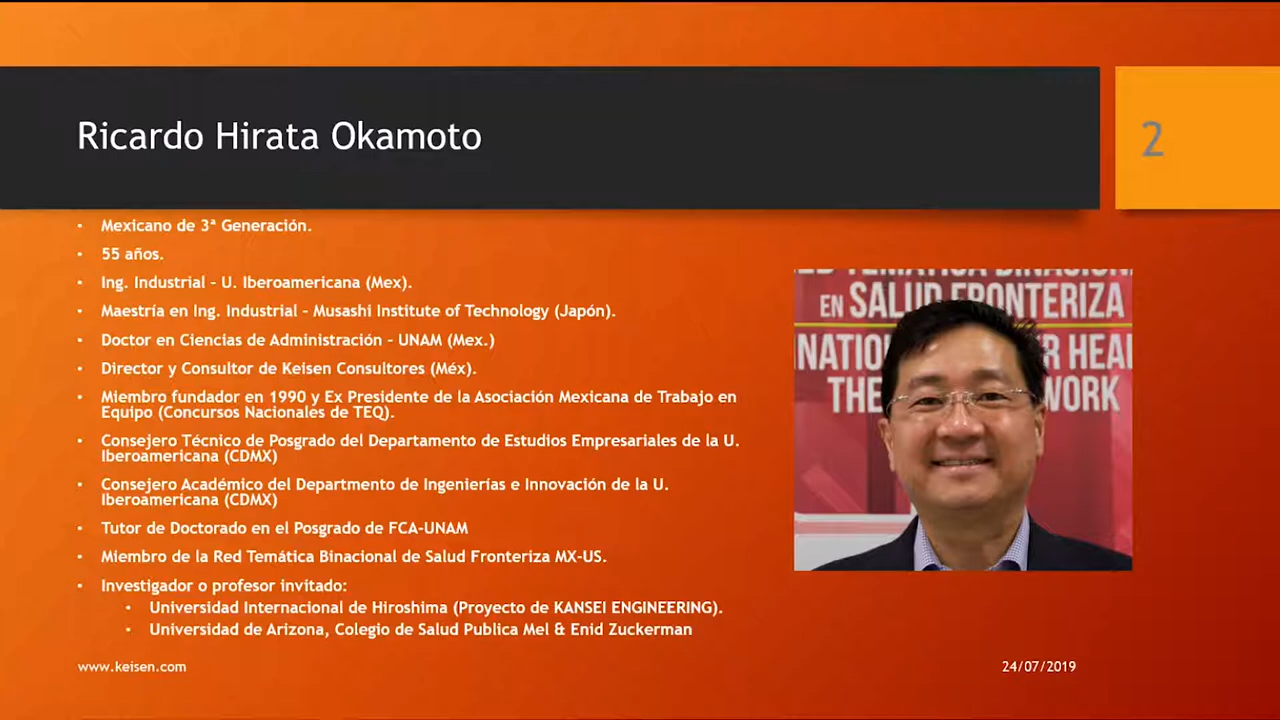 Ricardo Hirata Okamoto
2
• Mexicano de 3ª Generación.
• 55 años.
• Ing. Industrial – U. Iberoamericana (Mex).
• Maestría en Ing. Industrial – Musashi Institute of Technology (Japón).
• Doctor en Ciencias de Administración – UNAM (Mex.)
• Director y Consultor de Keisen Consultores (Méx).
• Miembro fundador en 1990 y Ex Presidente de la Asociación Mexicana de Trabajo en
Equipo (Concursos Nacionales de TEQ).
• Consejero Técnico de Posgrado del Departamento de Estudios Empresariales de la U.
Iberoamericana (CDMX)
• Consejero Académico del Departmento de Ingenierías e Innovación de la U.
Iberoamericana (CDMX)
• Tutor de Doctorado en el Posgrado de FCA-UNAM
• Miembro de la Red Temática Binacional de Salud Fronteriza MX-US.
• Investigador o profesor invitado:
• Universidad Internacional de Hiroshima (Proyecto de KANSEI ENGINEERING).
• Universidad de Arizona, Colegio de Salud Publica Mel & Enid Zuckerman
EN SALUD FRONTERIZA
www.keisen.com
24/07/2019